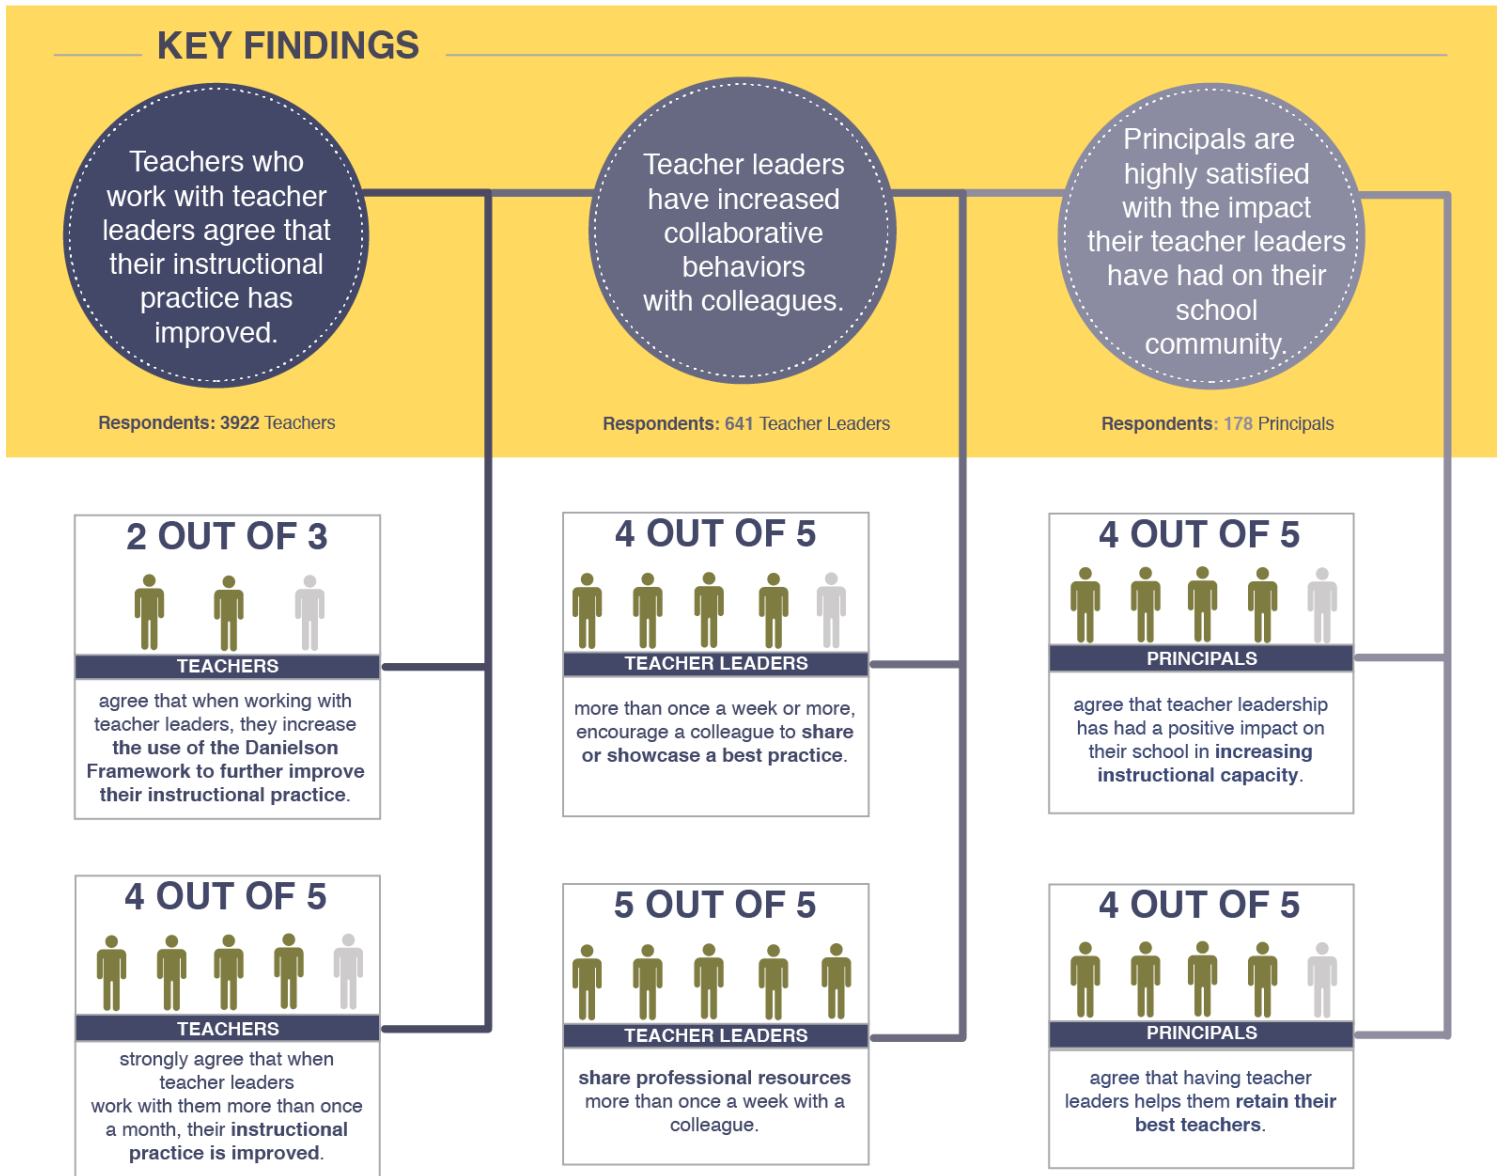 KEY FINDINGS
Teachers who
work with teacher
leaders agree that
their instructional
practice has
improved.
Respondents: 3922 Teachers
Teacher leaders
have increased
collaborative
behaviors
with colleagues.
Respondents: 641 Teacher Leaders
Principals are
highly satisfied
with the impact
their teacher leaders
have had on their
school
community.
Respondents: 178 Principals
2 OUT OF 3
TEACHERS
agree that when working with
teacher leaders, they increase
the use of the Danielson
Framework to further improve
their instructional practice.
4 OUT OF 5
TEACHER LEADERS
more than once a week or more,
encourage a colleague to share
or showcase a best practice.
4 OUT OF 5
PRINCIPALS
agree that teacher leadership
has had a positive impact on
their school in increasing
instructional capacity.
4 OUT OF 5
TEACHERS
strongly agree that when
teacher leaders
work with them more than once
a month, their instructional
practice is improved.
5 OUT OF 5
TEACHER LEADERS
share professional resources
more than once a week with a
colleague.
4 OUT OF 5
PRINCIPALS
agree that having teacher
leaders helps them retain their
best teachers.